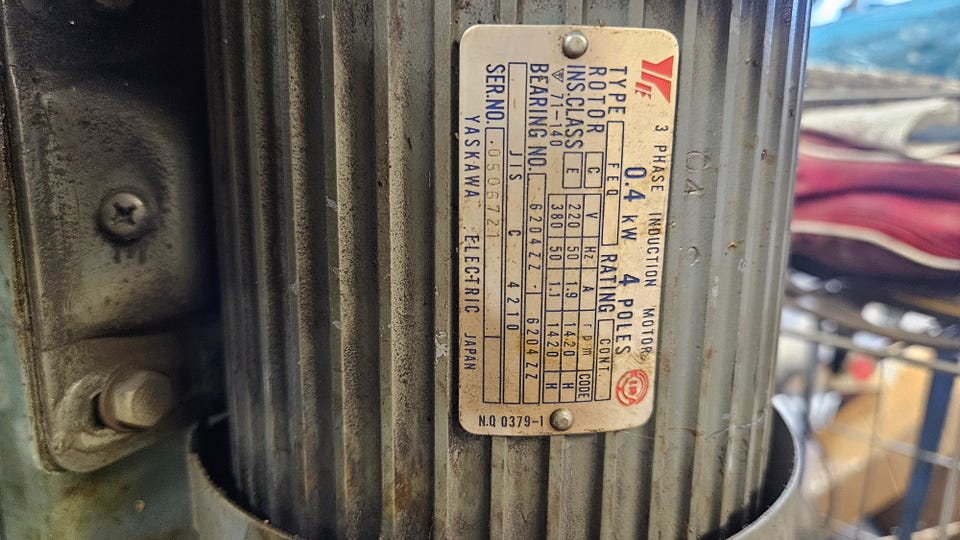 3 PHASE INDUCTION MOTOR
0.4 kW 4 POLES
TYPE FEQ RATING CONT
ROTOR C V Hz A rpm CODE
INS.CLASS E 220 50 1.9 1420 H
71-140 380 50 1.1 1420 H
BEARING NO. 6204ZZ - 6204ZZ
JIS C 4210
SER.NO. 0506721
YASKAWA ELECTRIC JAPAN
N.Q 0379-1